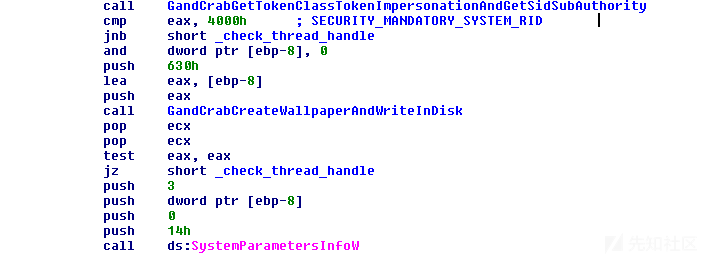 call GandCrabGetTokenClassTokenImpersonationAndGetSidSubAuthority
cmp eax, 4000h ; SECURITY_MANDATORY_SYSTEM_RID
jnb short _check_thread_handle
and dword ptr [ebp-8], 0
push 630h
lea eax, [ebp-8]
push eax
call GandCrabCreateWallpaperAndWriteInDisk
pop ecx
pop ecx
test eax, eax
jz short _check_thread_handle
push 3
push dword ptr [ebp-8]
push 0
push 14h
call ds:SystemParametersInfoW
先知社区